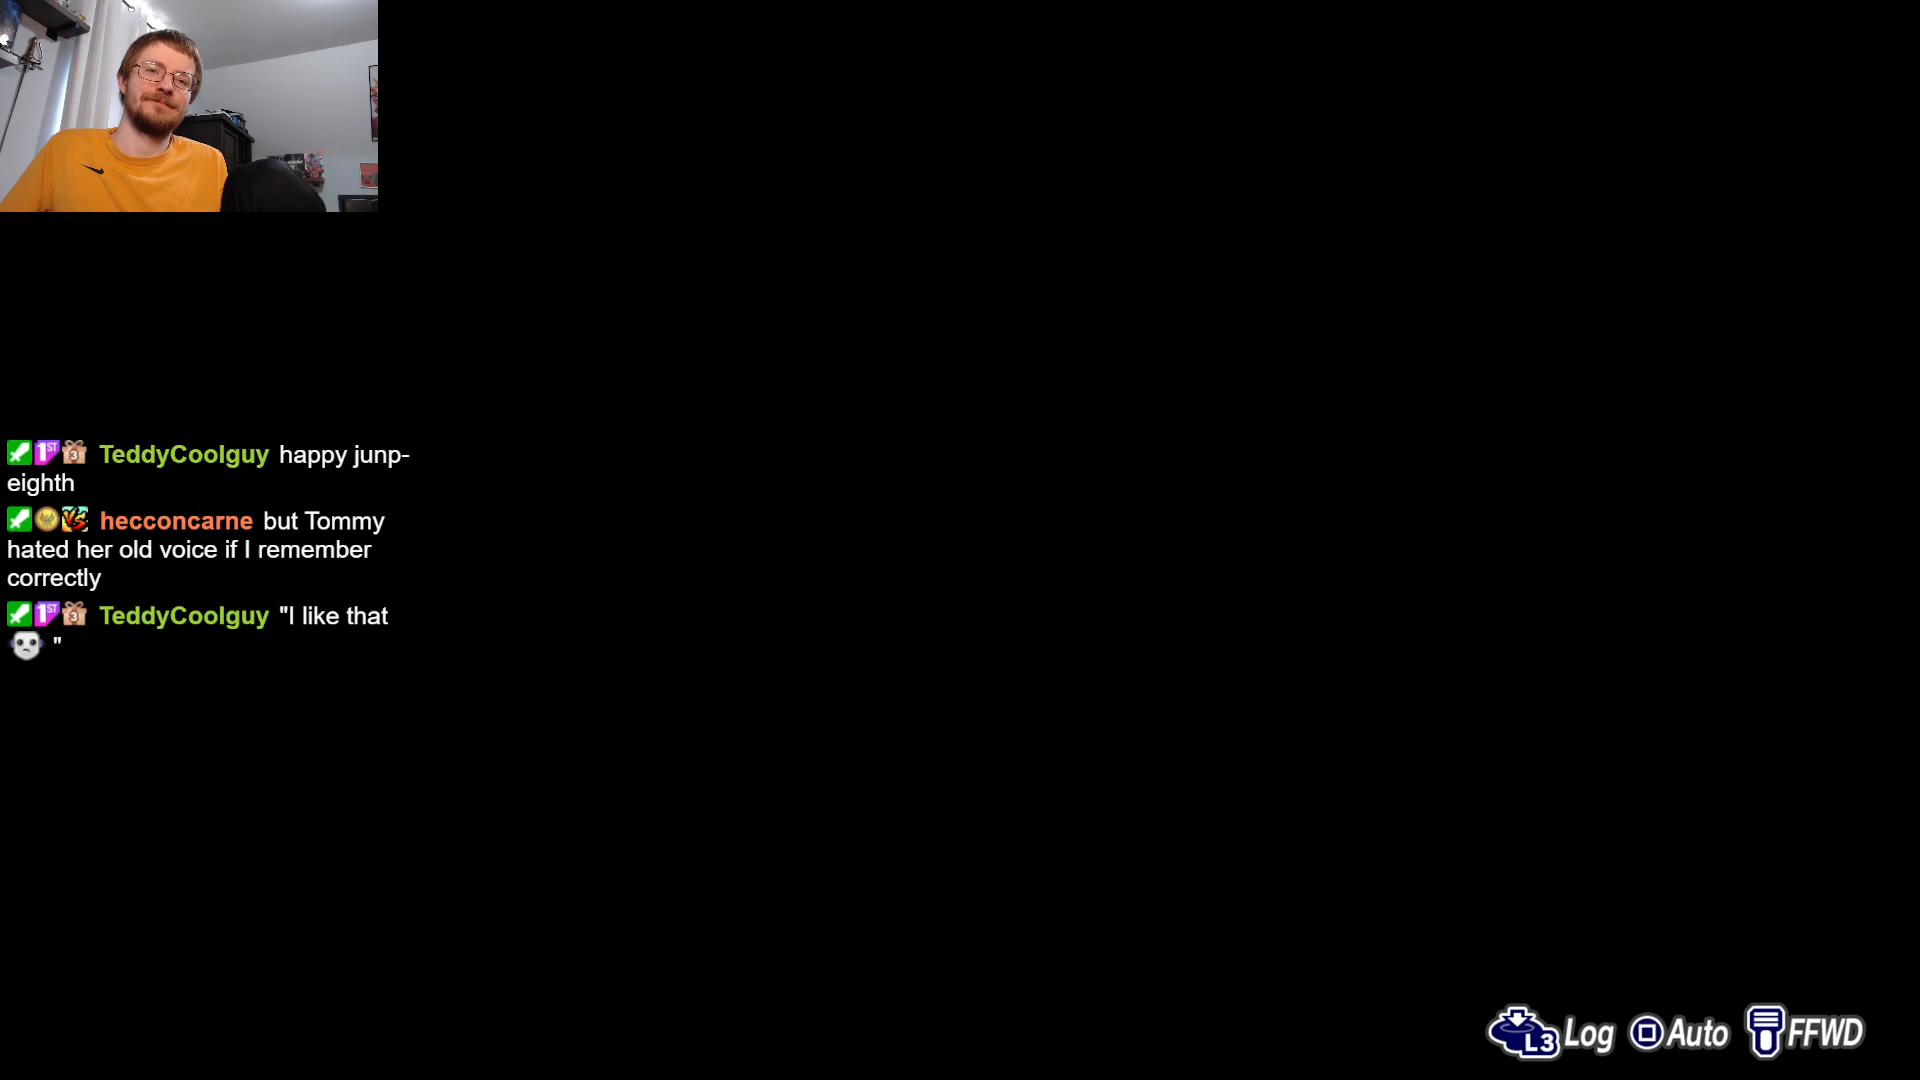 TeddyCoolguy happy junp-
eighth
hecconcarne but Tommy
hated her old voice if I remember
correctly
TeddyCoolguy "I like that
"
L3 Log Auto FFWD